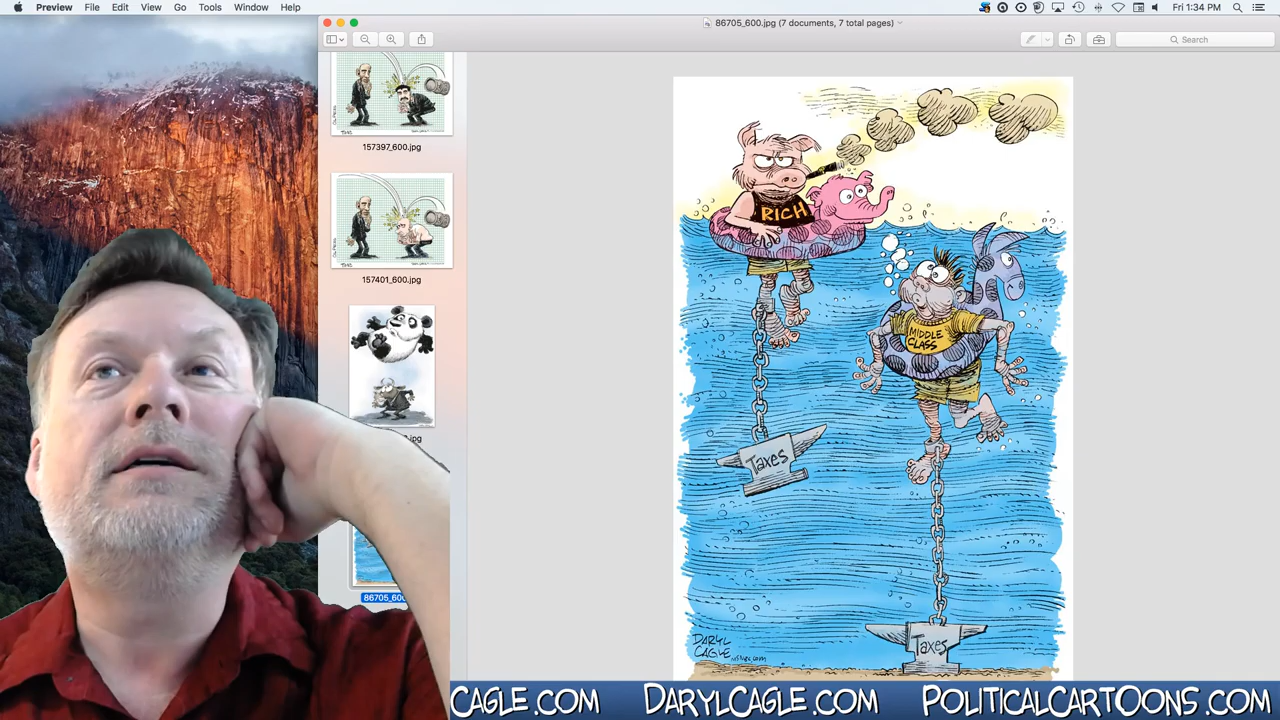 Preview File Edit View Go Tools Window Help
Fri 1:34 PM
86705_600.jpg (7 documents, 7 total pages)
Search
157397_600.jpg
157401_600.jpg
RICH
MIDDLE
CLASS
Taxes
Taxes
DARYL
CAGLE
CAGLE.COM DARYLCAGLE.COM POLITICALCARTOONS.COM